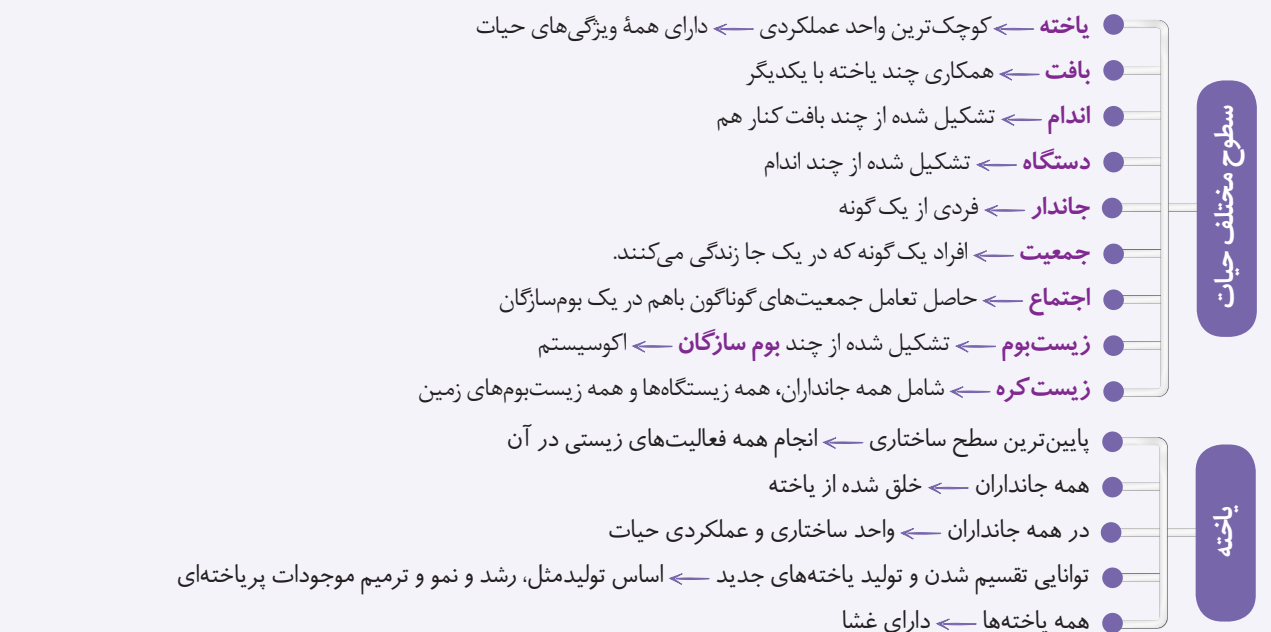 سطوح مختلف حیات
یاخته ← کوچک‌ترین واحد عملکردی ← دارای همهٔ ویژگی‌های حیات
بافت ← همکاری چند یاخته با یکدیگر
اندام ← تشکیل شده از چند بافت کنار هم
دستگاه ← تشکیل شده از چند اندام
جاندار ← فردی از یک گونه
جمعیت ← افراد یک گونه که در یک جا زندگی می‌کنند.
اجتماع ← حاصل تعامل جمعیت‌های گوناگون باهم در یک بوم‌سازگان
زیست‌بوم ← تشکیل شده از چند بوم سازگان ← اکوسیستم
زیست‌کره ← شامل همه جانداران، همه زیستگاه‌ها و همه زیست‌بوم‌های زمین
یاخته
پایین‌ترین سطح ساختاری ← انجام همه فعالیت‌های زیستی در آن
همه جانداران ← خلق شده از یاخته
در همه جانداران ← واحد ساختاری و عملکردی حیات
توانایی تقسیم شدن و تولید یاخته‌های جدید ← اساس تولیدمثل، رشد و نمو و ترمیم موجودات پریاخته‌ای
همه یاخته‌ها ← دارای غشا